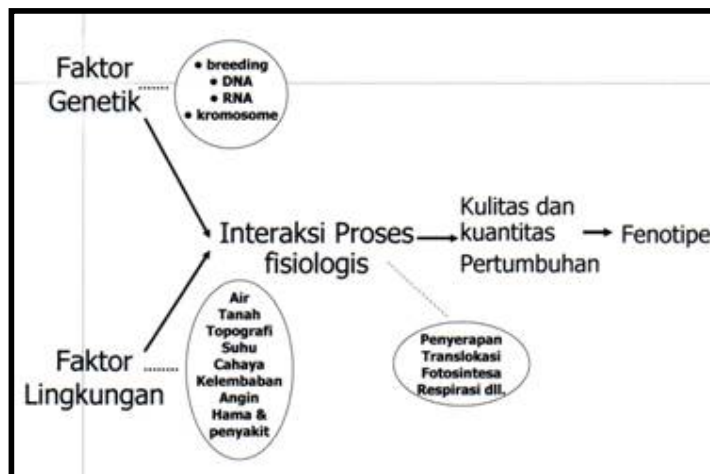 Faktor
Genetik
• breeding
• DNA
• RNA
• kromosome
Interaksi Proses
fisiologis
Kulitas dan
kuantitas
Pertumbuhan
Fenotipe
Faktor
Lingkungan
Air
Tanah
Topografi
Suhu
Cahaya
Kelembaban
Angin
Hama &
penyakit
Penyerapan
Translokasi
Fotosintesa
Respirasi dll.